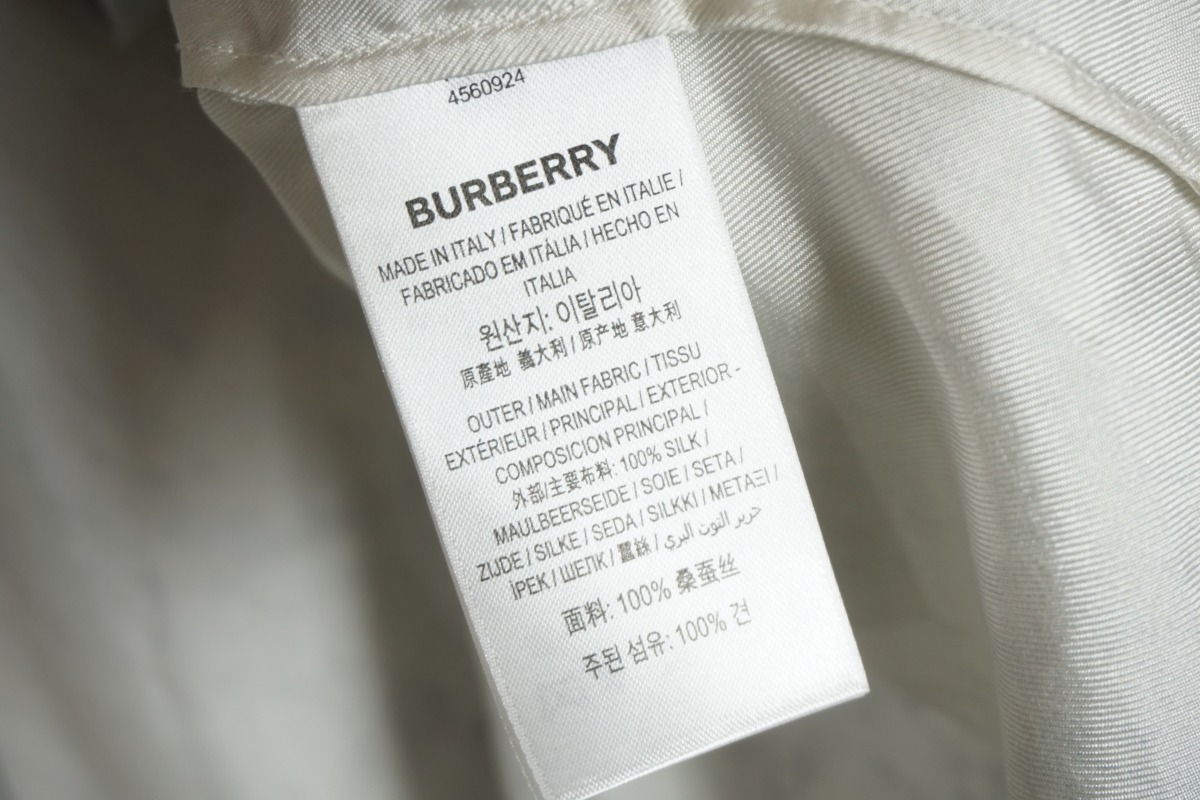 4560924
BURBERRY
MADE IN ITALY / FABRIQUÉ EN ITALIE /
FABRICADO EM ITÁLIA / HECHO EN
ITALIA
원산지: 이탈리아
原產地 義大利 / 原产地 意大利
OUTER / MAIN FABRIC / TISSU
EXTÉRIEUR / PRINCIPAL / EXTERIOR -
COMPOSICION PRINCIPAL /
外部/主要布料: 100% SILK /
MAULBEERSEIDE / SOIE / SETA /
ZIJDE / SILKE / SEDA / SILKKI / ΜΕΤΑΞΙ /
İPEK / ШЕЛК / 蠶絲 / حرير التوت البري
面料: 100% 桑蚕丝
주된 섬유: 100% 견